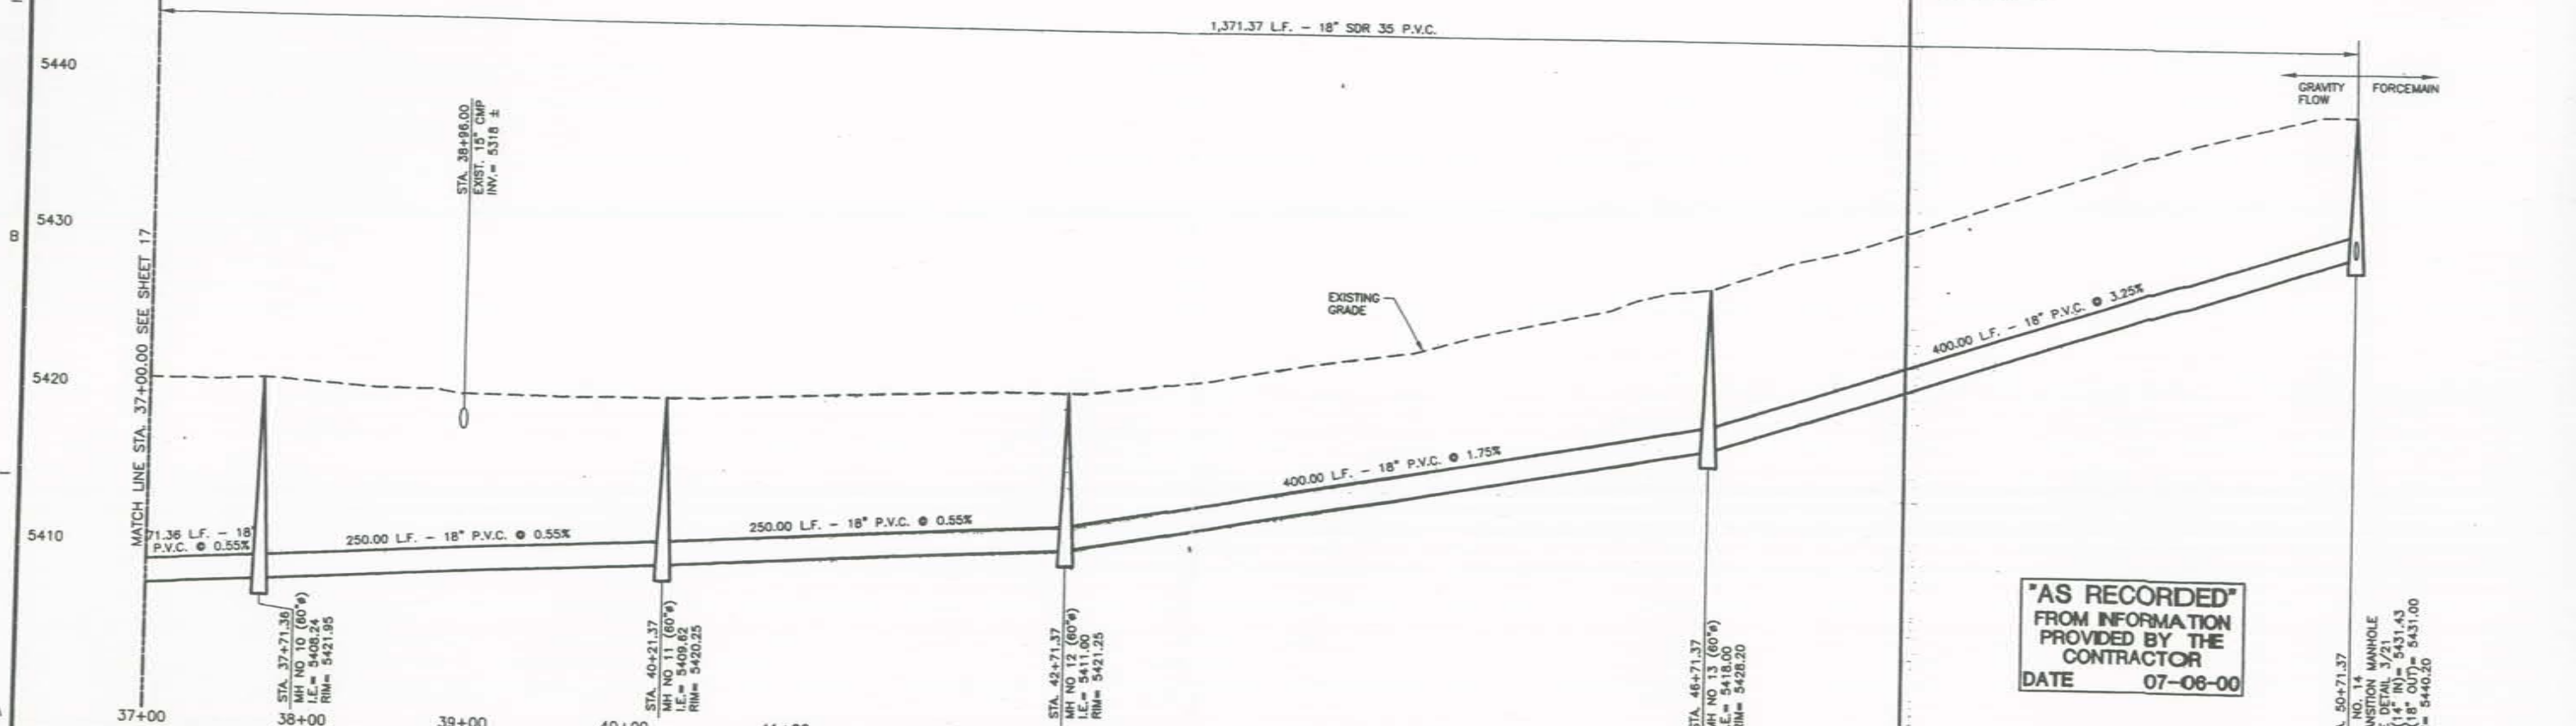 1,371.37 L.F. - 18" SDR 35 P.V.C.
5440
5430
5420
5410
B
GRAVITY
FLOW
FORCEMAIN
STA. 38+96.00
EXIST. 15" CMP
INV.= 5318 ±
MATCH LINE STA. 37+00.00 SEE SHEET 17
EXISTING
GRADE
71.36 L.F. - 18"
P.V.C. @ 0.55%
250.00 L.F. - 18" P.V.C. @ 0.55%
250.00 L.F. - 18" P.V.C. @ 0.55%
400.00 L.F. - 18" P.V.C. @ 1.75%
400.00 L.F. - 18" P.V.C. @ 3.25%
STA. 37+71.36
MH NO 10 (60"ø)
I.E.= 5408.24
RIM= 5421.95
STA. 40+21.37
MH NO 11 (60"ø)
I.E.= 5409.62
RIM= 5420.25
STA. 42+71.37
MH NO 12 (60"ø)
I.E.= 5411.00
RIM= 5421.25
STA. 46+71.37
MH NO 13 (60"ø)
I.E.= 5418.00
RIM= 5428.20
50+71.37
NO. 14
MANHOLE
DETAIL 3/21
(14" IN)= 5431.43
(18" OUT)= 5431.00
= 5440.20
"AS RECORDED"
FROM INFORMATION
PROVIDED BY THE
CONTRACTOR
DATE 07-06-00
37+00
38+00
39+00